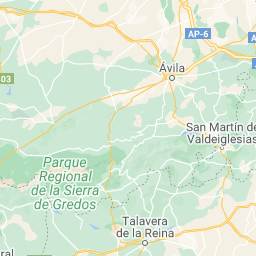 AP-6
Ávila
03
San Martín de
Valdeiglesias
Parque
Regional
de la Sierra
de Gredos
Talavera
de la Reina
ral